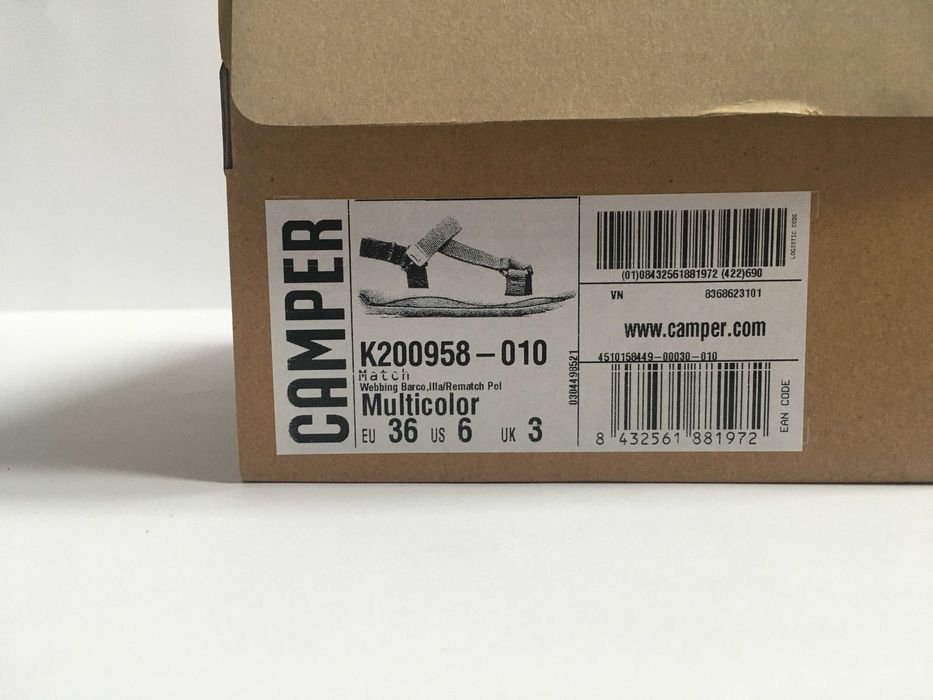 CAMPER
K200958-010
Match
Webbing Barco.Illa/Rematch Pol
Multicolor
EU 36 US 6 UK 3
0304498521
(01)08432561881972 (422)690
VN 8368623101
www.camper.com
4510158449-00030-010
8 432561 881972
EAN CODE